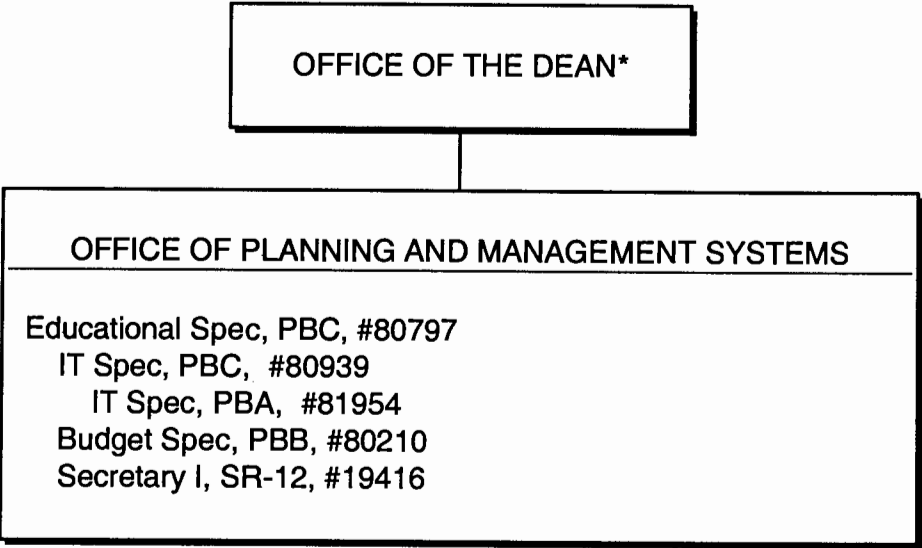 OFFICE OF THE DEAN*
OFFICE OF PLANNING AND MANAGEMENT SYSTEMS
Educational Spec, PBC, #80797
IT Spec, PBC, #80939
IT Spec, PBA, #81954
Budget Spec, PBB, #80210
Secretary I, SR-12, #19416